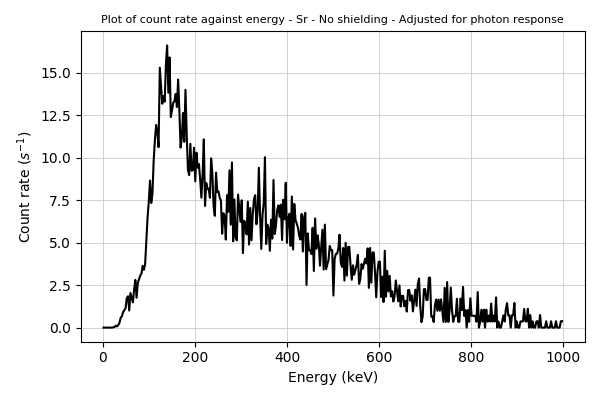 Plot of count rate against energy - Sr - No shielding - Adjusted for photon response
Count rate (s⁻¹)
15.0
12.5
10.0
7.5
5.0
2.5
0.0
0 200 400 600 800 1000
Energy (keV)